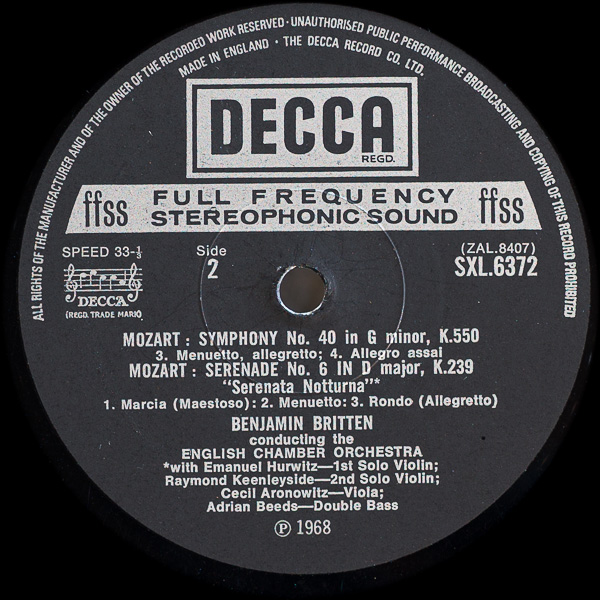 ALL RIGHTS OF THE MANUFACTURER AND OF THE OWNER OF THE RECORDED WORK RESERVED · UNAUTHORISED PUBLIC PERFORMANCE BROADCASTING AND COPYING OF THIS RECORD PROHIBITED
MADE IN ENGLAND · THE DECCA RECORD CO. LTD.
DECCA
REGD.
ffss FULL FREQUENCY STEREOPHONIC SOUND ffss
SPEED 33-⅓
Side
2
(ZAL.8407)
SXL.6372
DECCA
(REGD. TRADE MARK)
MOZART : SYMPHONY No. 40 in G minor, K.550
3. Menuetto, allegretto; 4. Allegro assai
MOZART : SERENADE No. 6 IN D major, K.239
“Serenata Notturna”*
1. Marcia (Maestoso): 2. Menuetto: 3. Rondo (Allegretto)
BENJAMIN BRITTEN
conducting the
ENGLISH CHAMBER ORCHESTRA
*with Emanuel Hurwitz—1st Solo Violin;
Raymond Keenleyside—2nd Solo Violin;
Cecil Aronowitz—Viola;
Adrian Beeds—Double Bass
℗ 1968